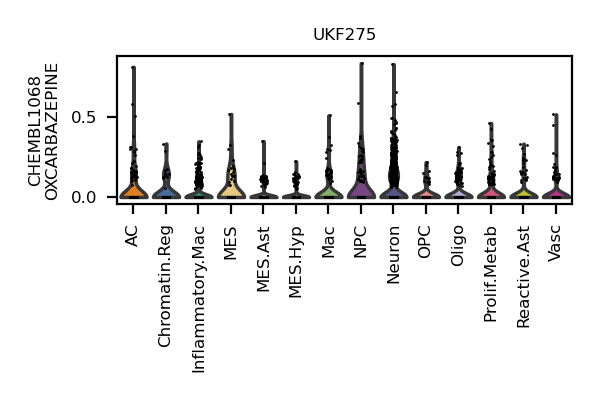 UKF275
CHEMBL1068
OXCARBAZEPINE
0.5
0.0
AC
Chromatin.Reg
Inflammatory.Mac
MES
MES.Ast
MES.Hyp
Mac
NPC
Neuron
OPC
Oligo
Prolif.Metab
Reactive.Ast
Vasc